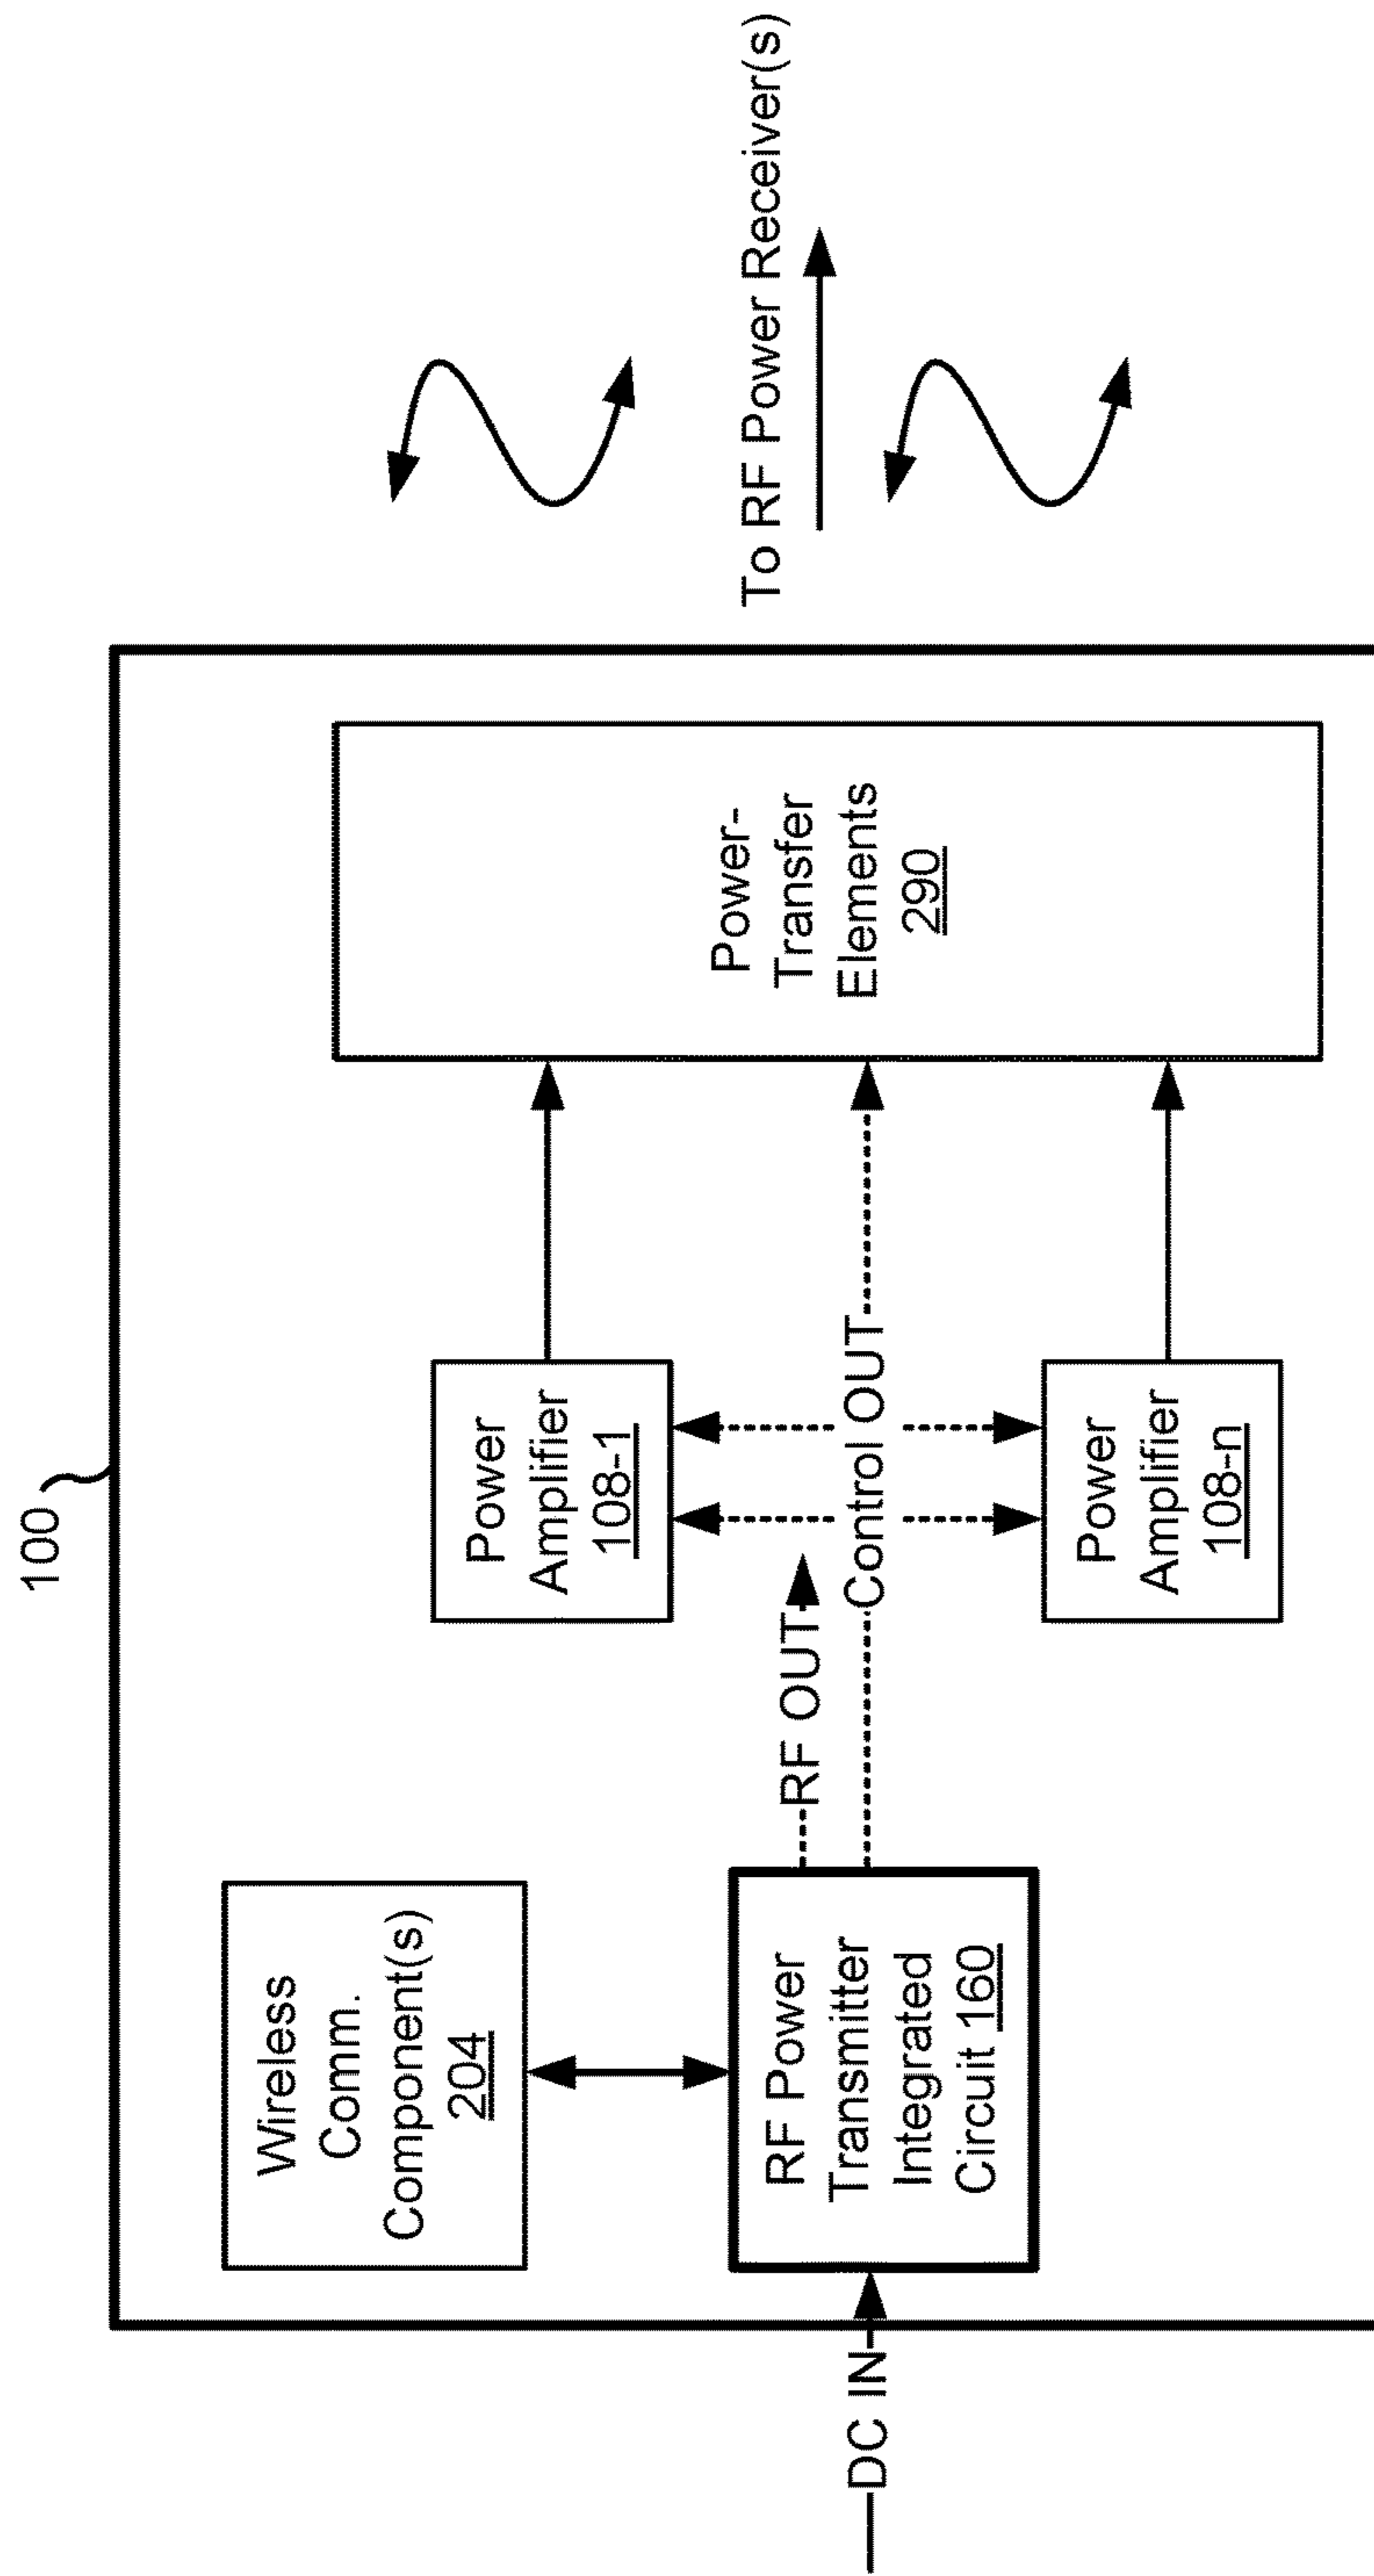 100
Wireless
Comm.
Component(s)
204
DC IN
RF Power
Transmitter
Integrated
Circuit 160
RF OUT
Control OUT
Power
Amplifier
108-1
Power
Amplifier
108-n
Power-
Transfer
Elements
290
To RF Power Receiver(s)